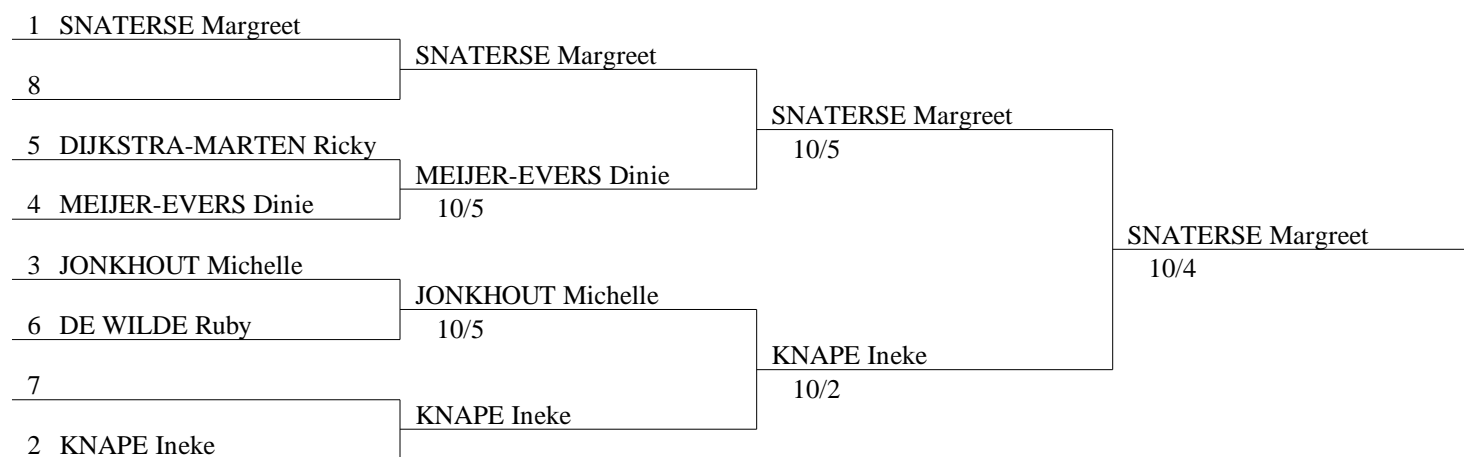 1 SNATERSE Margreet
SNATERSE Margreet
8
SNATERSE Margreet
10/5
5 DIJKSTRA-MARTEN Ricky
MEIJER-EVERS Dinie
10/5
4 MEIJER-EVERS Dinie
SNATERSE Margreet
10/4
3 JONKHOUT Michelle
JONKHOUT Michelle
10/5
6 DE WILDE Ruby
KNAPE Ineke
10/2
7
KNAPE Ineke
2 KNAPE Ineke